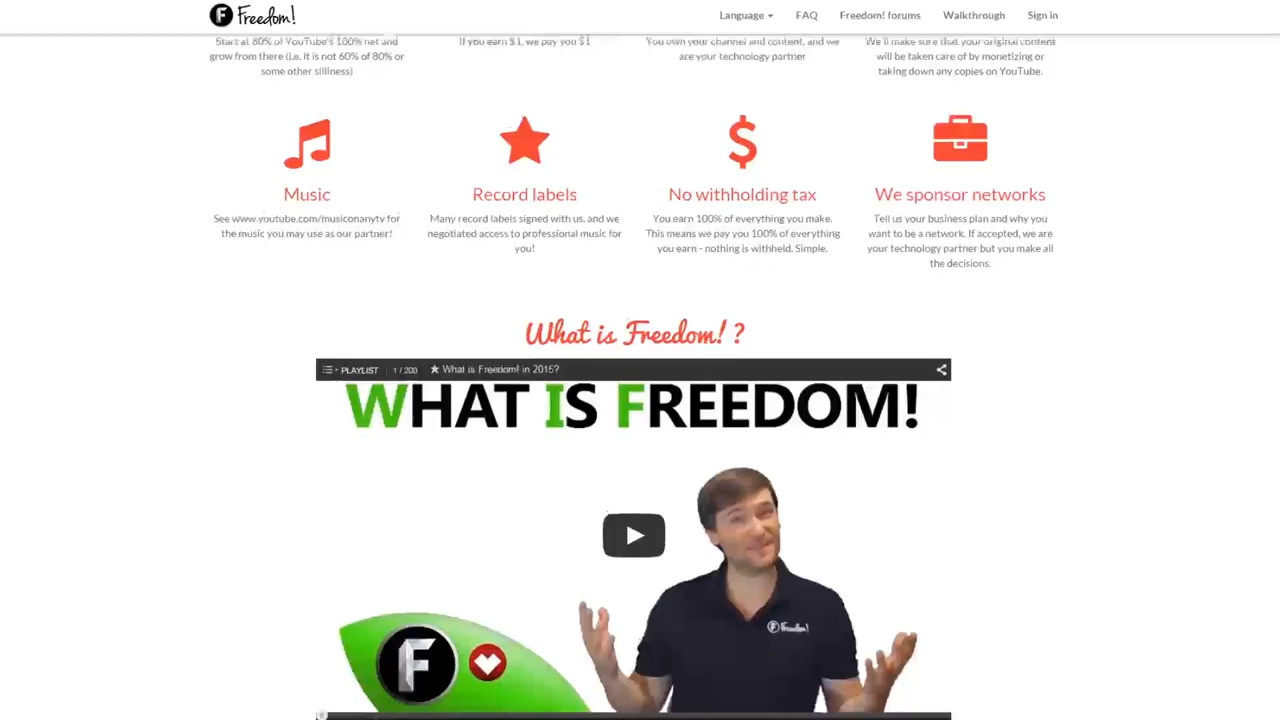 Freedom!
Language
FAQ
Freedom! forums
Walkthrough
Sign in
Start at 80% of YouTube's 100% net and
grow from there (i.e. it is not 60% of 80% or
some other silliness)
If you earn $1, we pay you $1
You own your channel and content, and we
are your technology partner
We'll make sure that your original content
will be taken care of by monetizing or
taking down any copies on YouTube.
Music
See www.youtube.com/musiconanytv for
the music you may use as our partner!
Record labels
Many record labels signed with us, and we
negotiated access to professional music for
you!
No withholding tax
You earn 100% of everything you make.
This means we pay you 100% of everything
you earn - nothing is withheld. Simple.
We sponsor networks
Tell us your business plan and why you
want to be a network. If accepted, we are
your technology partner but you make all
the decisions.
What is Freedom! ?
PLAYLIST
1 / 200
What is Freedom! in 2015?
WHAT IS FREEDOM!
F Freedom!
F